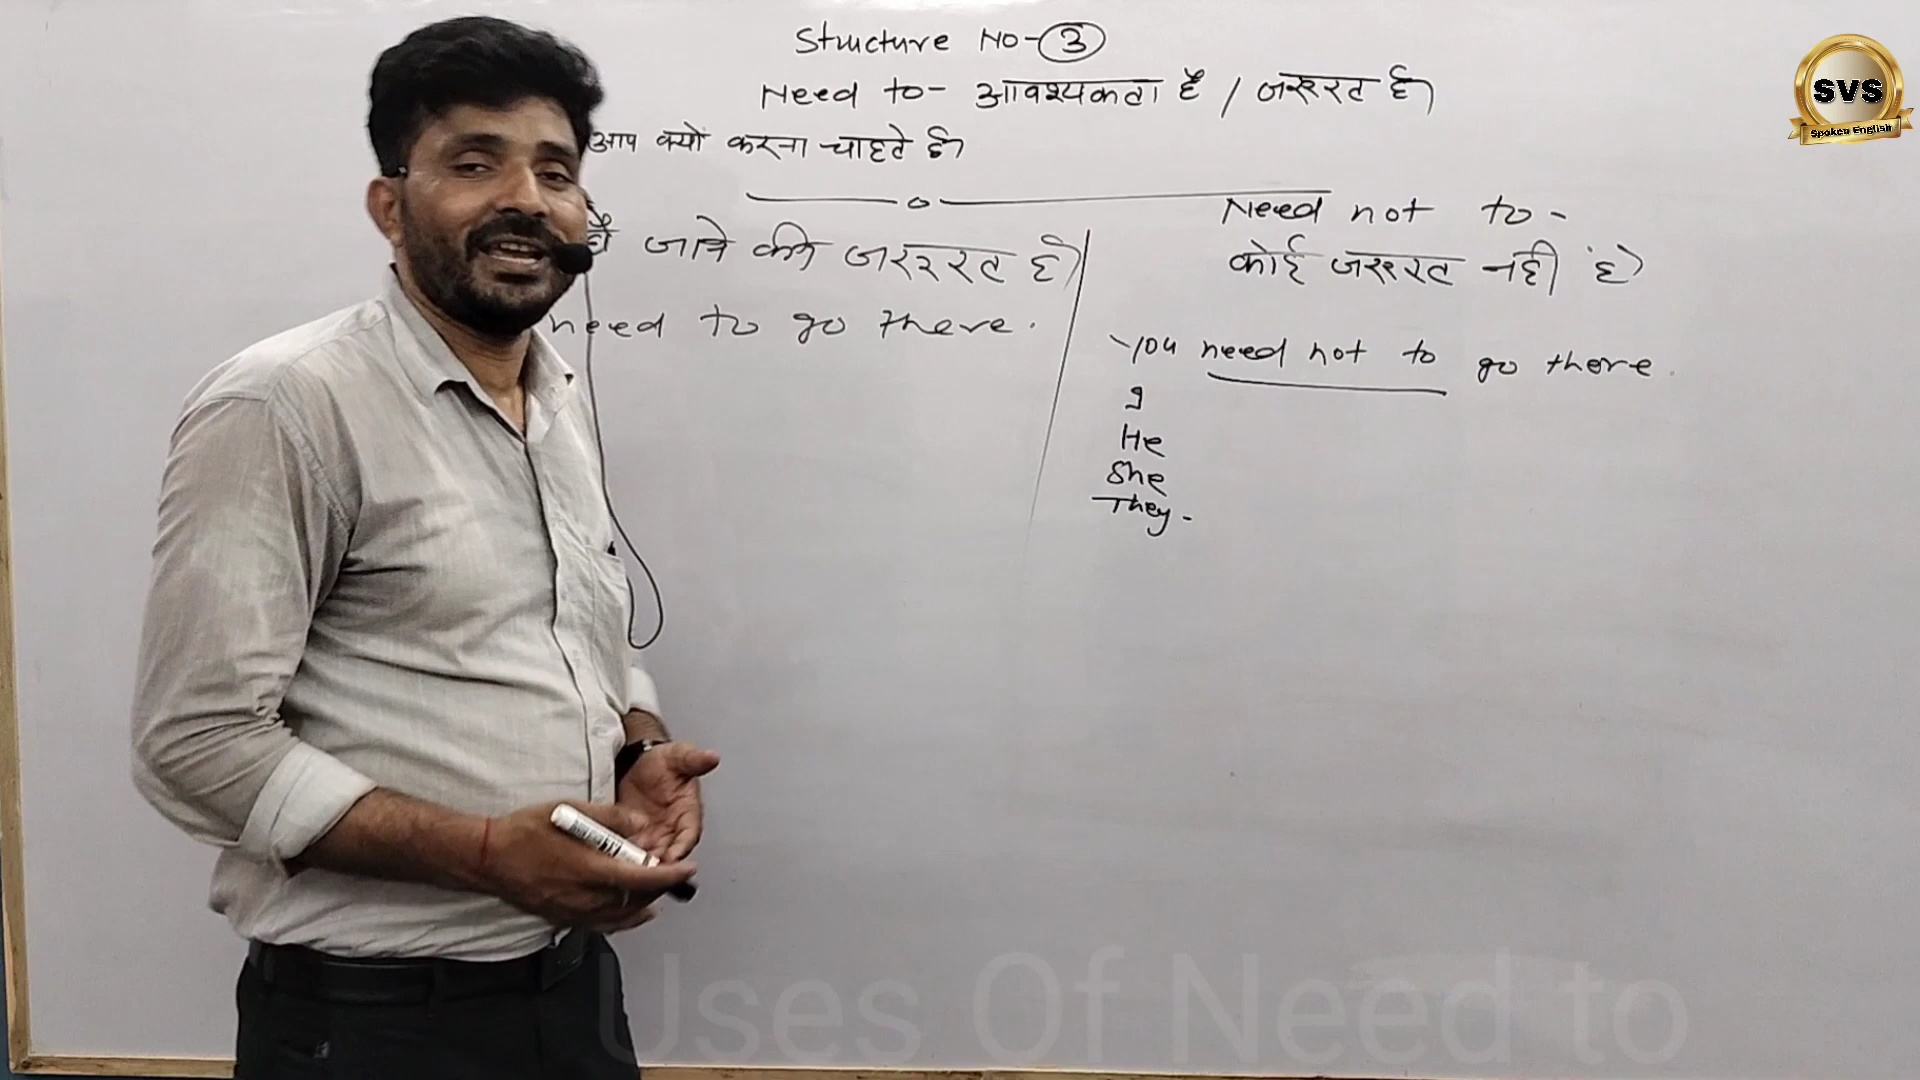 Structure No-3
Need to- आवश्यकता है / जरूरत है
आप क्यों करना चाहते है
Need not to -
कोई जरूरत नही है
जाने की जररत है
need to go there.
You need not to go there.
I
He
She
They -
SVS
Spoken English
Uses Of Need to